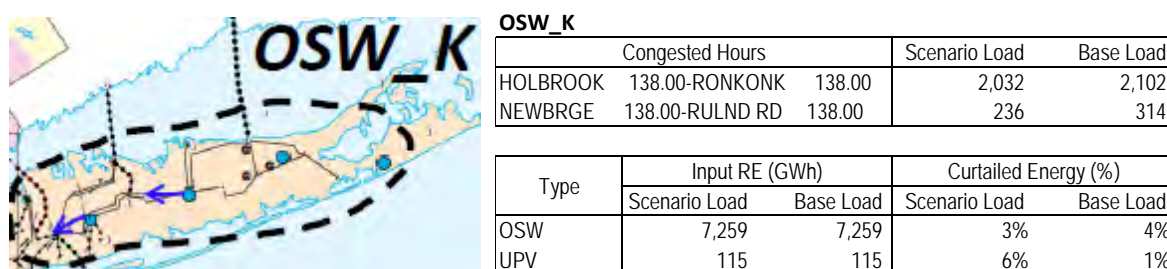 OSW_K
OSW_K
Congested Hours Scenario Load Base Load
HOLBROOK 138.00-RONKONK 138.00 2,032 2,102
NEWBRGE 138.00-RULND RD 138.00 236 314
Type Input RE (GWh) Curtailed Energy (%)
Scenario Load Base Load Scenario Load Base Load
OSW 7,259 7,259 3% 4%
UPV 115 115 6% 1%